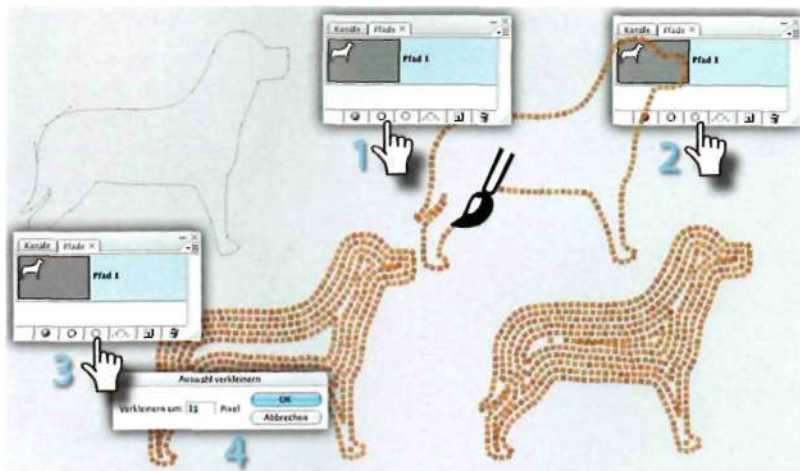 Kanäle Pfade ×
Pfad 1
1
Kanäle Pfade ×
Pfad 1
2
Kanäle Pfade ×
Pfad 1
3
Auswahl verkleinern
Verkleinern um: Pixel
OK
Abbrechen
4